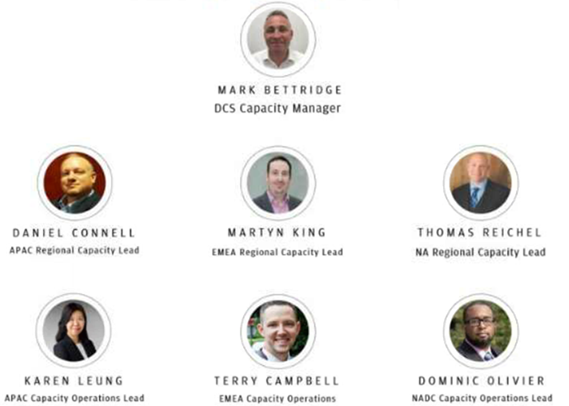 MARK BETTRIDGE
DCS Capacity Manager
DANIEL CONNELL
APAC Regional Capacity Lead
MARTYN KING
EMEA Regional Capacity Lead
THOMAS REICHEL
NA Regional Capacity Lead
KAREN LEUNG
APAC Capacity Operations Lead
TERRY CAMPBELL
EMEA Capacity Operations
DOMINIC OLIVIER
NADC Capacity Operations Lead